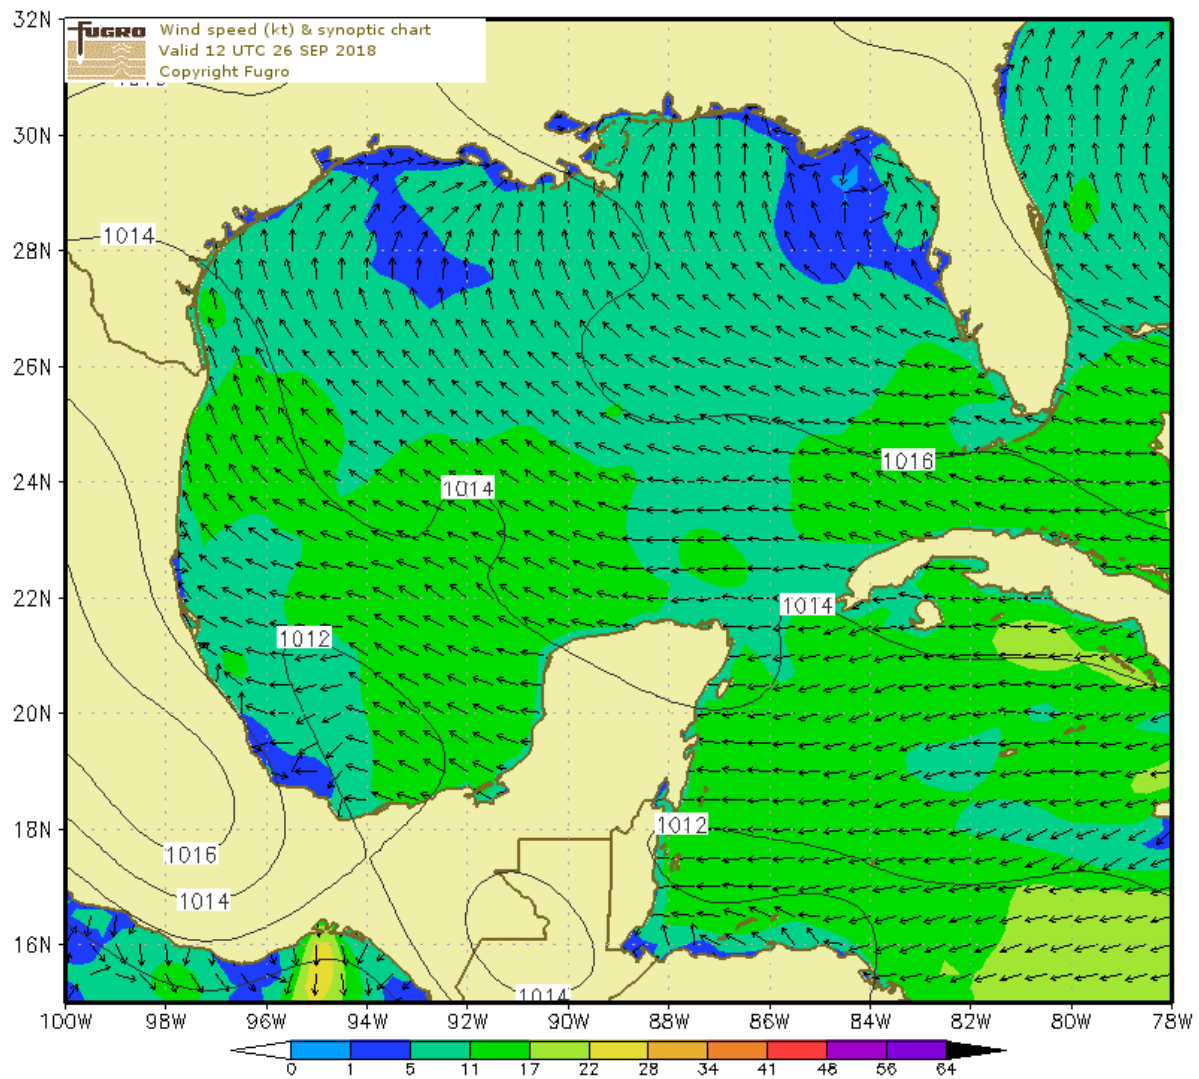 32N
FUGRO
Wind speed (kt) & synoptic chart
Valid 12 UTC 26 SEP 2018
Copyright Fugro
30N
1014
28N
26N
1016
24N
1014
22N
1014
1012
20N
18N
1012
1016
1014
16N
1014
100W 98W 96W 94W 92W 90W 88W 86W 84W 82W 80W 78W
0 1 5 11 17 22 28 34 41 48 56 64